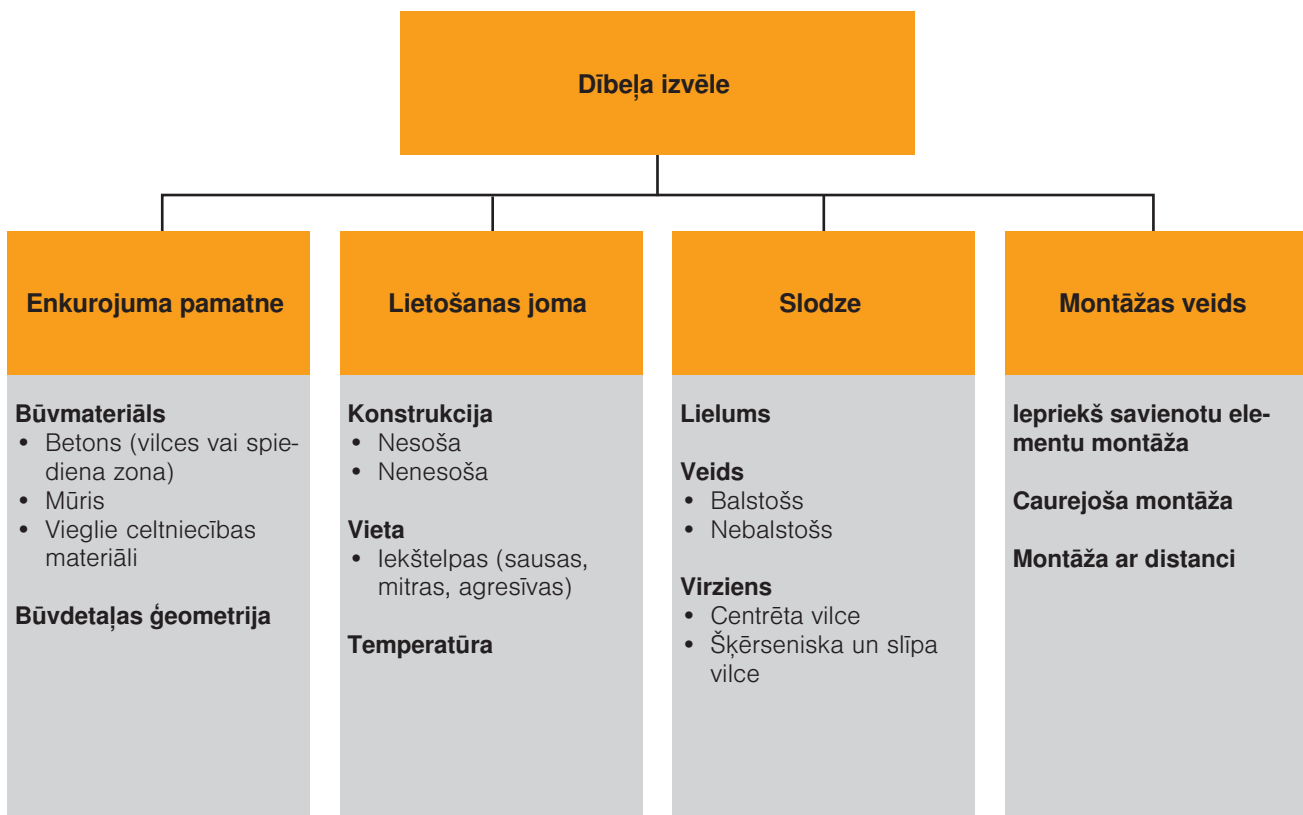 Dībeļa izvēle
Enkurojuma pamatne
Būvmateriāls
• Betons (vilces vai spie-
diena zona)
• Mūris
• Vieglie celtniecības
materiāli
Būvdetaļas ģeometrija
Lietošanas joma
Konstrukcija
• Nesoša
• Nenesoša
Vieta
• Iekštelpas (sausas,
mitras, agresīvas)
Temperatūra
Slodze
Lielums
Veids
• Balstošs
• Nebalstošs
Virziens
• Centrēta vilce
• Šķērseniska un slīpa
vilce
Montāžas veids
Iepriekš savienotu ele-
mentu montāža
Caurejoša montāža
Montāža ar distanci